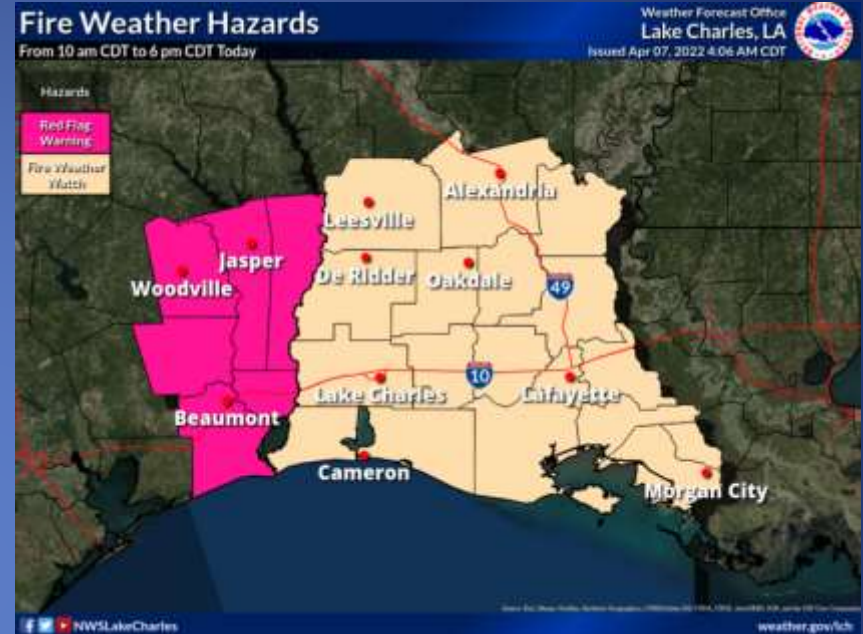 Fire Weather Hazards
From 10 am CDT to 6 pm CDT Today
Weather Forecast Office
Lake Charles, LA
Issued Apr 07, 2022 4:06 AM CDT
Hazards
Red Flag
Warning
Fire Weather
Watch
Alexandria
Leesville
Jasper
Woodville
De Ridder
Oakdale
49
10
Lake Charles
Lafayette
Beaumont
Cameron
Morgan City
NWSLakeCharles
weather.gov/lch